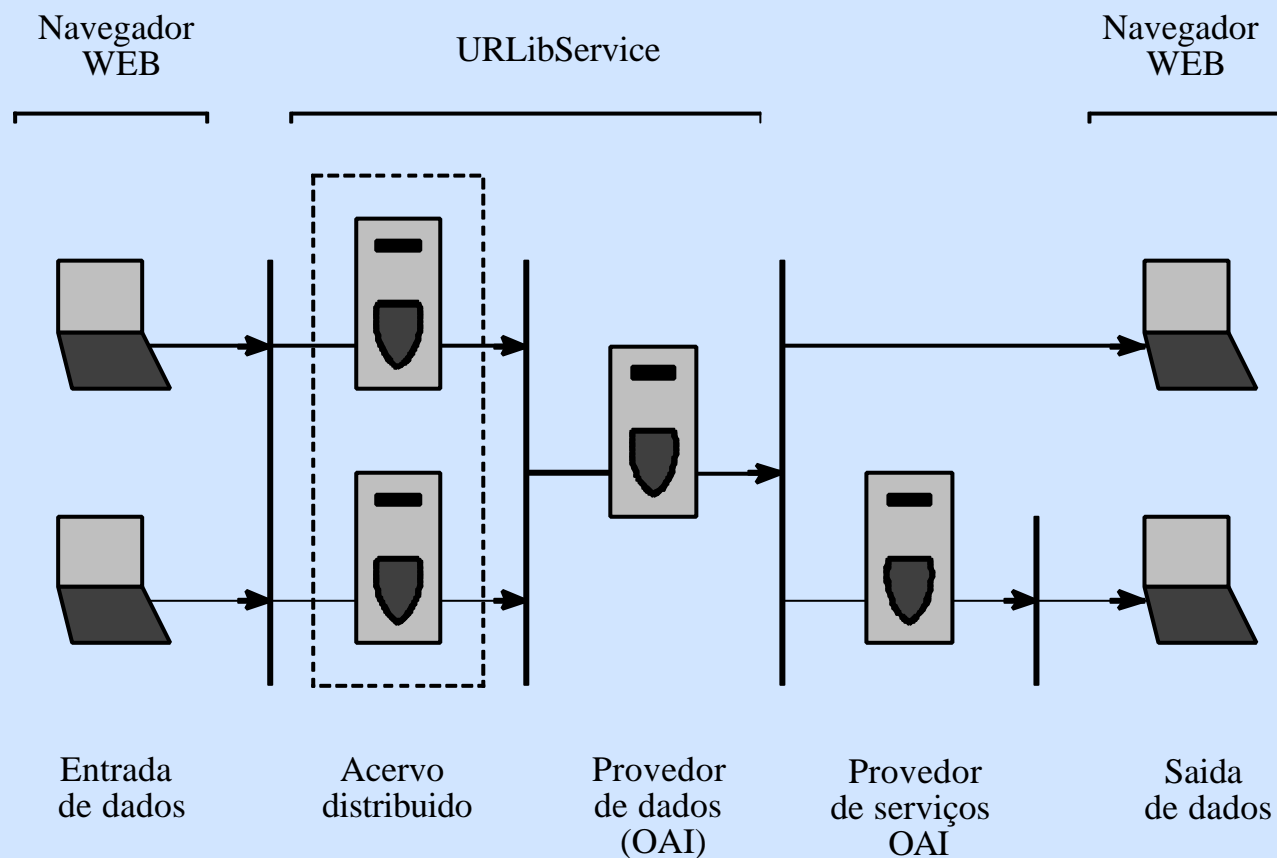 Navegador
WEB
URLibService
Navegador
WEB
Entrada
de dados
Acervo
distribuido
Provedor
de dados
(OAI)
Provedor
de serviços
OAI
Saida
de dados